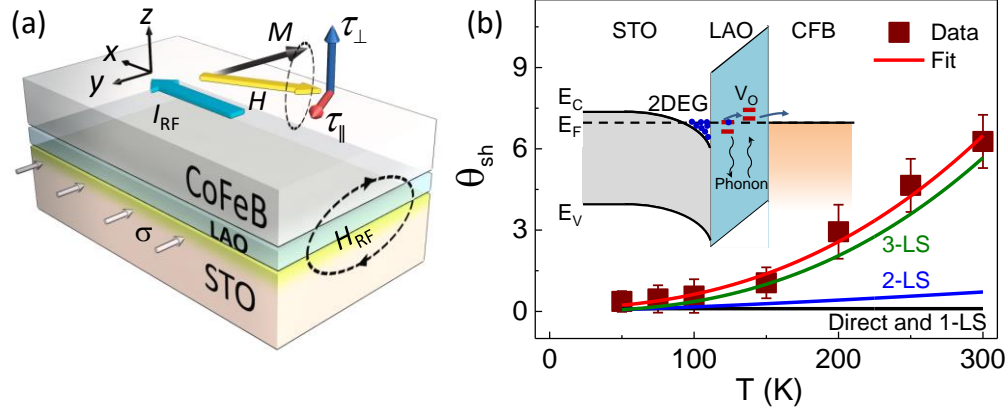 (a)
z
x
y
M
H
I_RF
τ⊥
τ∥
CoFeB
LAO
STO
σ
H_RF
(b)
STO LAO CFB
Data
Fit
E_C
E_F
E_V
2DEG
V_O
Phonon
3-LS
2-LS
Direct and 1-LS
θ_sh
9
6
3
0
0 100 200 300
T (K)